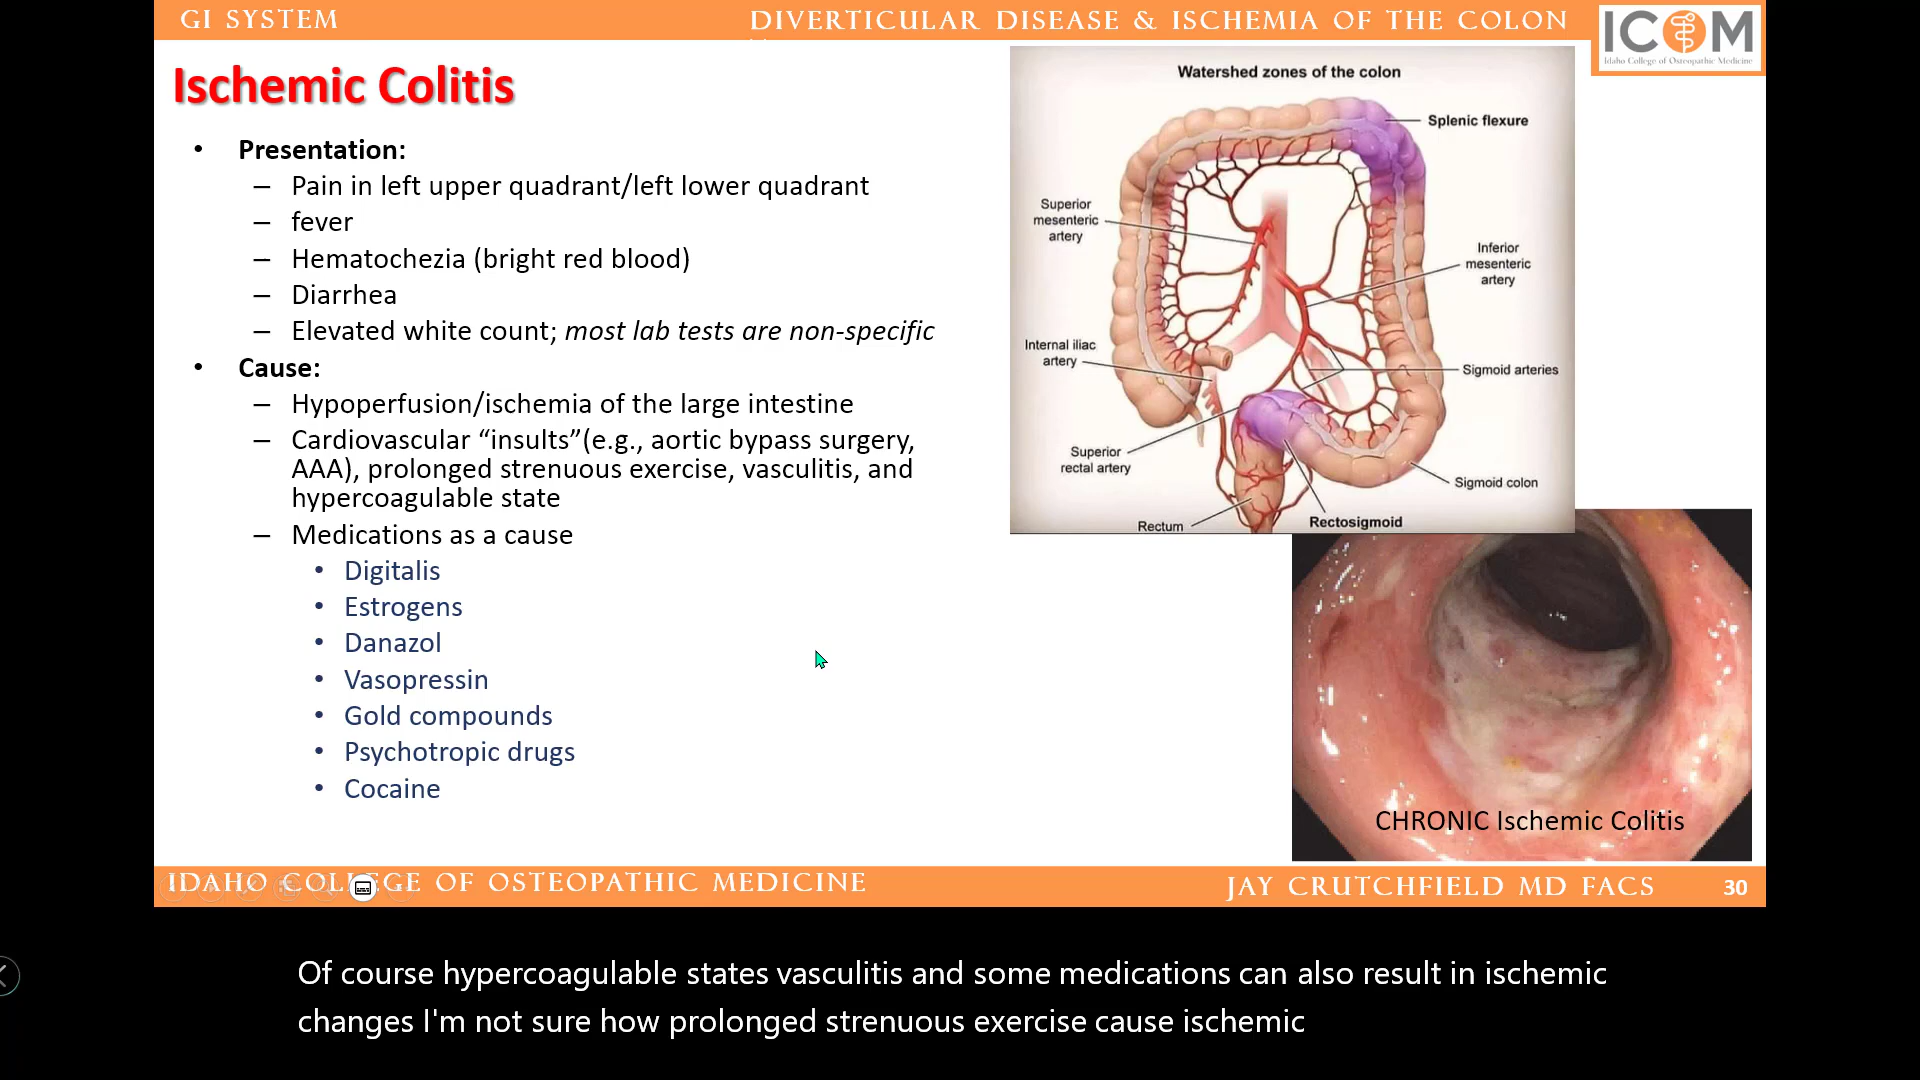 GI SYSTEM
DIVERTICULAR DISEASE & ISCHEMIA OF THE COLON
ICOM
Idaho College of Osteopathic Medicine
Ischemic Colitis
• Presentation:
– Pain in left upper quadrant/left lower quadrant
– fever
– Hematochezia (bright red blood)
– Diarrhea
– Elevated white count; most lab tests are non-specific
• Cause:
– Hypoperfusion/ischemia of the large intestine
– Cardiovascular “insults”(e.g., aortic bypass surgery,
AAA), prolonged strenuous exercise, vasculitis, and
hypercoagulable state
– Medications as a cause
• Digitalis
• Estrogens
• Danazol
• Vasopressin
• Gold compounds
• Psychotropic drugs
• Cocaine
Watershed zones of the colon
Splenic flexure
Superior
mesenteric
artery
Inferior
mesenteric
artery
Internal iliac
artery
Sigmoid arteries
Superior
rectal artery
Sigmoid colon
Rectum
Rectosigmoid
CHRONIC Ischemic Colitis
IDAHO COLLEGE OF OSTEOPATHIC MEDICINE
JAY CRUTCHFIELD MD FACS
30
Of course hypercoagulable states vasculitis and some medications can also result in ischemic
changes I'm not sure how prolonged strenuous exercise cause ischemic